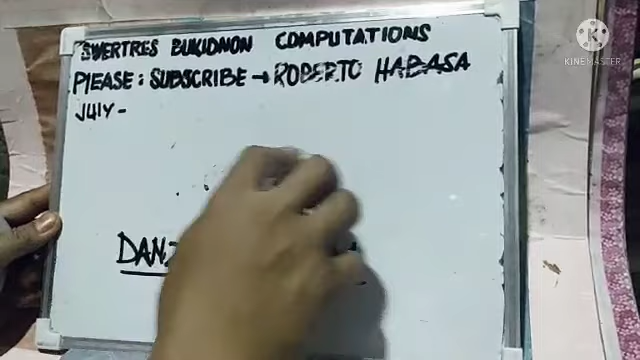 SWERTRES BUKIDNON COMPUTATIONS
PLEASE: SUBSCRIBE → ROBERTO HABASA
JULY -
KINEMASTER